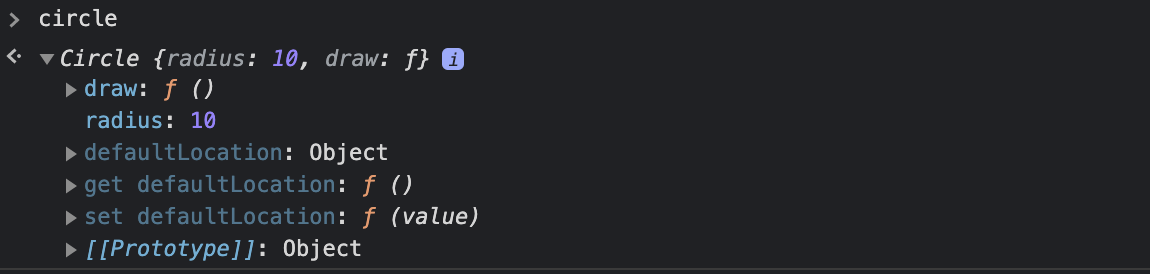 > circle
Circle {radius: 10, draw: ƒ} i
draw: ƒ ()
radius: 10
defaultLocation: Object
get defaultLocation: ƒ ()
set defaultLocation: ƒ (value)
[[Prototype]]: Object